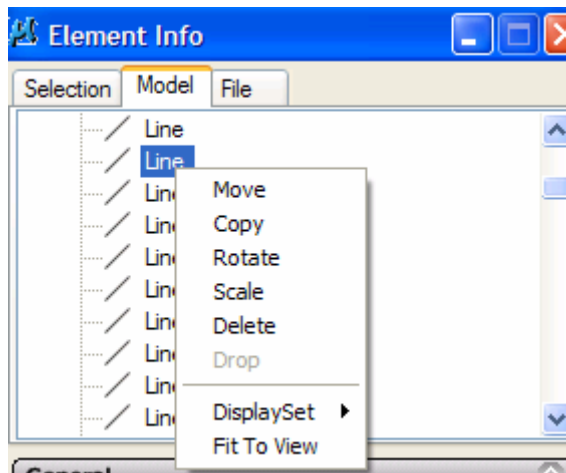 Element Info
Selection Model File
Line
Line
Move
Copy
Rotate
Scale
Delete
Drop
DisplaySet
Fit To View
General